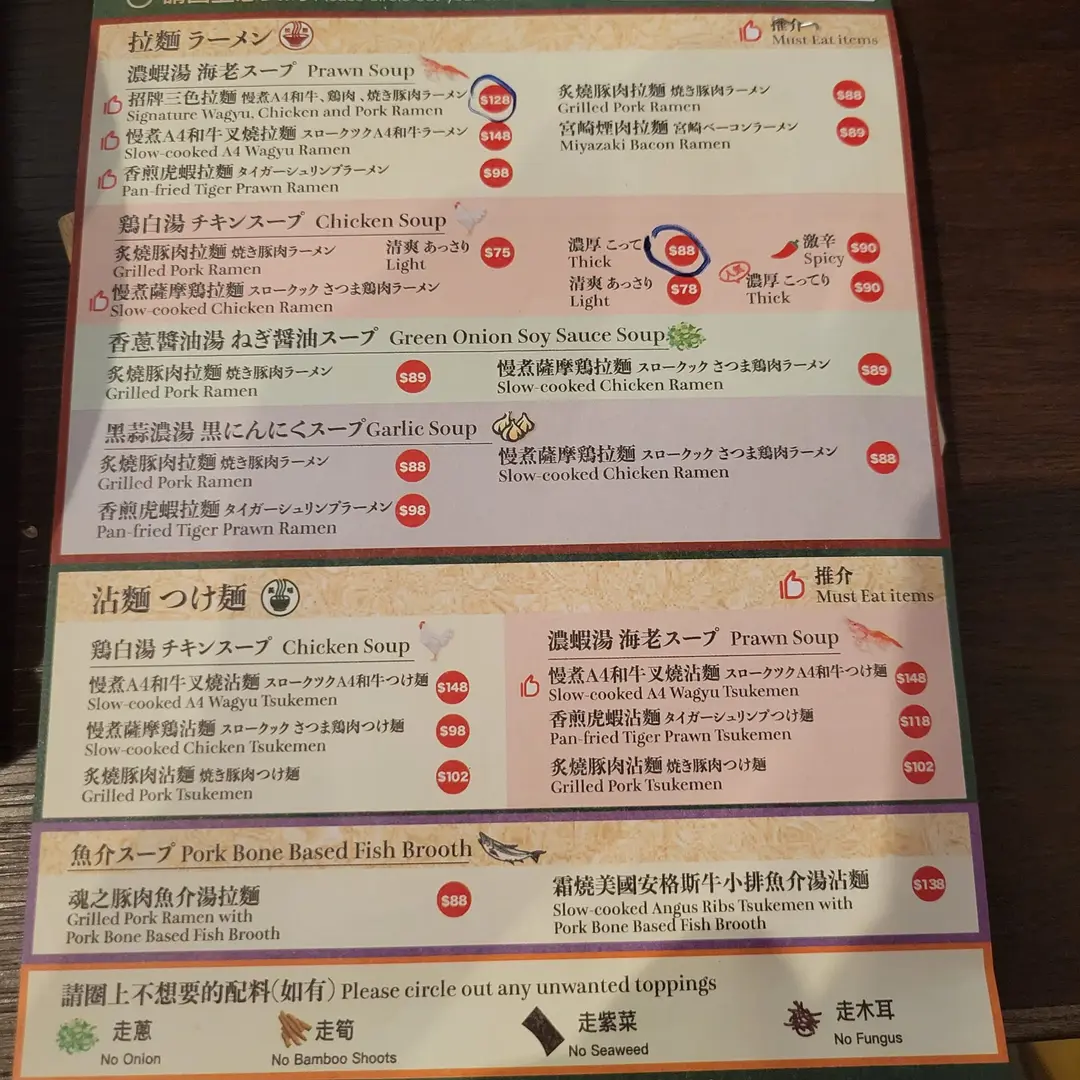 拉麵 ラーメン
推介
Must Eat items
濃蝦湯 海老スープ Prawn Soup
招牌三色拉麵 慢煮A4和牛、鶏肉、焼き豚肉ラーメン $128
Signature Wagyu, Chicken and Pork Ramen
慢煮A4和牛叉燒拉麵 スロークツクA4和牛ラーメン $148
Slow-cooked A4 Wagyu Ramen
香煎虎蝦拉麵 タイガーシュリンプラーメン $98
Pan-fried Tiger Prawn Ramen
炙燒豚肉拉麵 焼き豚肉ラーメン $88
Grilled Pork Ramen
宮崎煙肉拉麵 宮崎ベーコンラーメン $89
Miyazaki Bacon Ramen
鶏白湯 チキンスープ Chicken Soup
炙燒豚肉拉麵 焼き豚肉ラーメン
Grilled Pork Ramen
清爽 あっさり $75
Light
濃厚 こって $88
Thick
激辛 $90
Spicy
慢煮薩摩鶏拉麵 スロークック さつま鶏肉ラーメン
Slow-cooked Chicken Ramen
清爽 あっさり $78
Light
人気
濃厚 こってり $90
Thick
香蔥醬油湯 ねぎ醤油スープ Green Onion Soy Sauce Soup
炙燒豚肉拉麵 焼き豚肉ラーメン $89
Grilled Pork Ramen
慢煮薩摩鶏拉麵 スロークック さつま鶏肉ラーメン $89
Slow-cooked Chicken Ramen
黑蒜濃湯 黒にんにくスープ Garlic Soup
炙燒豚肉拉麵 焼き豚肉ラーメン $88
Grilled Pork Ramen
慢煮薩摩鶏拉麵 スロークック さつま鶏肉ラーメン $88
Slow-cooked Chicken Ramen
香煎虎蝦拉麵 タイガーシュリンプラーメン $98
Pan-fried Tiger Prawn Ramen
沾麵 つけ麺
推介
Must Eat items
鶏白湯 チキンスープ Chicken Soup
慢煮A4和牛叉燒沾麵 スロークツクA4和牛つけ麺 $148
Slow-cooked A4 Wagyu Tsukemen
慢煮薩摩鶏沾麵 スロークック さつま鶏肉つけ麺 $98
Slow-cooked Chicken Tsukemen
炙燒豚肉沾麵 焼き豚肉つけ麺 $102
Grilled Pork Tsukemen
濃蝦湯 海老スープ Prawn Soup
慢煮A4和牛叉燒沾麵 スロークツクA4和牛つけ麺 $148
Slow-cooked A4 Wagyu Tsukemen
香煎虎蝦沾麵 タイガーシュリンプつけ麺 $118
Pan-fried Tiger Prawn Tsukemen
炙燒豚肉沾麵 焼き豚肉つけ麺 $102
Grilled Pork Tsukemen
魚介スープ Pork Bone Based Fish Brooth
魂之豚肉魚介湯拉麵 $88
Grilled Pork Ramen with
Pork Bone Based Fish Brooth
霜燒美國安格斯牛小排魚介湯沾麵 $138
Slow-cooked Angus Ribs Tsukemen with
Pork Bone Based Fish Brooth
請圈上不想要的配料(如有) Please circle out any unwanted toppings
走蔥
No Onion
走筍
No Bamboo Shoots
走紫菜
No Seaweed
走木耳
No Fungus